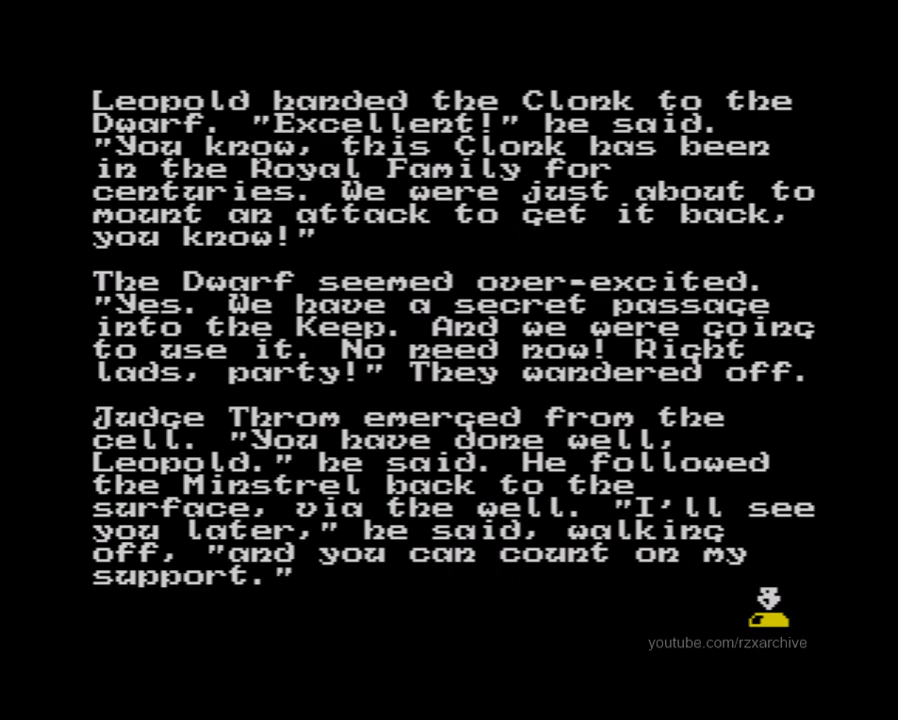 Leopold handed the Clonk to the
Dwarf. "Excellent!" he said.
"You know, this Clonk has been
in the Royal Family for
centuries. We were just about to
mount an attack to get it back,
you know!"
The Dwarf seemed over-excited.
"Yes. We have a secret passage
into the Keep. And we were going
to use it. No need now! Right
lads, party!" They wandered off.
Judge Throm emerged from the
cell. "You have done well,
Leopold." he said. He followed
the Minstrel back to the
surface, via the well. "I'll see
you later," he said, walking
off, "and you can count on my
support."
youtube.com/rzxarchive